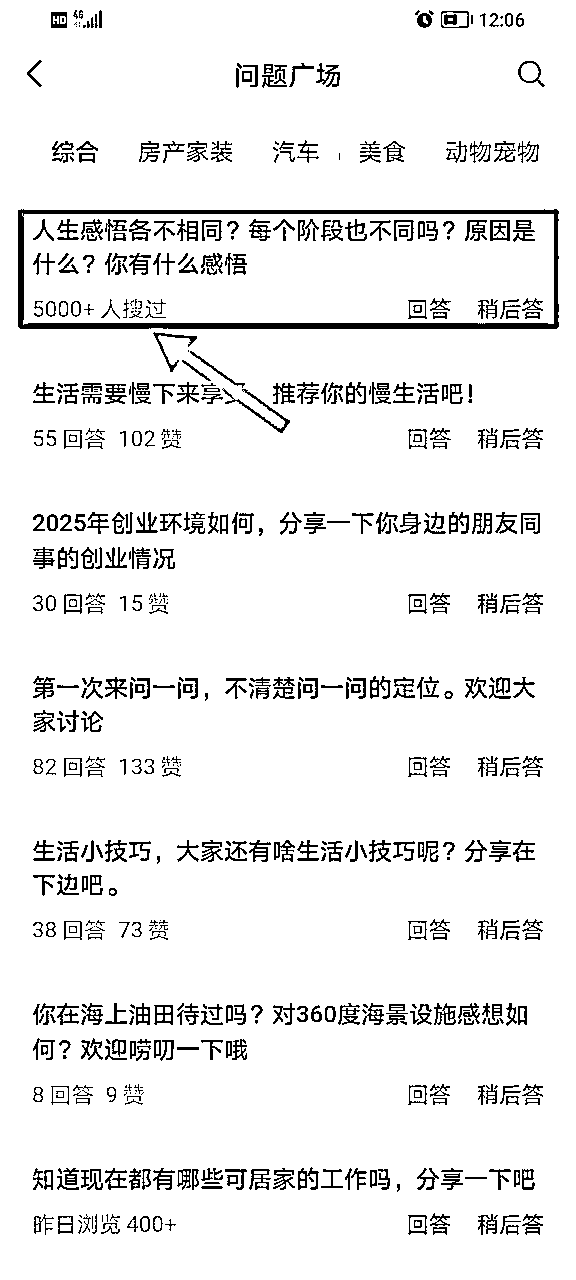 HD 4G 12:06
问题广场
综合 房产家装 汽车 美食 动物宠物
人生感悟各不相同？每个阶段也不同吗？原因是
什么？你有什么感悟
5000+ 人搜过 回答 稍后答
生活需要慢下来享受，推荐你的慢生活吧！
55 回答 102 赞 回答 稍后答
2025年创业环境如何，分享一下你身边的朋友同
事的创业情况
30 回答 15 赞 回答 稍后答
第一次来问一问，不清楚问一问的定位。欢迎大
家讨论
82 回答 133 赞 回答 稍后答
生活小技巧，大家还有啥生活小技巧呢？分享在
下边吧。
38 回答 73 赞 回答 稍后答
你在海上油田待过吗？对360度海景设施感想如
何？欢迎唠叨一下哦
8 回答 9 赞 回答 稍后答
知道现在都有哪些可居家的工作吗，分享一下吧
昨日浏览 400+ 回答 稍后答